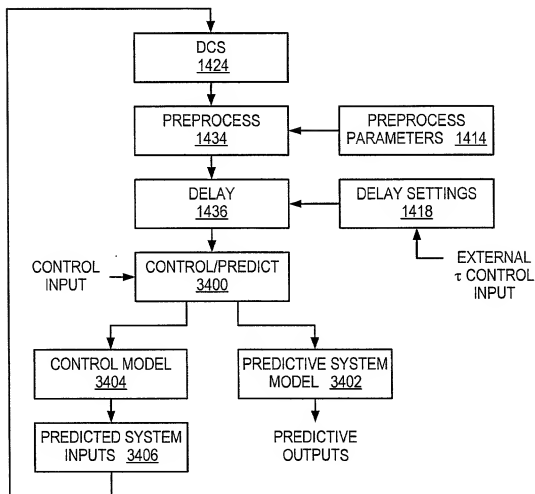 DCS
1424
PREPROCESS
1434
PREPROCESS
PARAMETERS 1414
DELAY
1436
DELAY SETTINGS
1418
CONTROL
INPUT
CONTROL/PREDICT
3400
EXTERNAL
τ CONTROL
INPUT
CONTROL MODEL
3404
PREDICTIVE SYSTEM
MODEL 3402
PREDICTED SYSTEM
INPUTS 3406
PREDICTIVE
OUTPUTS